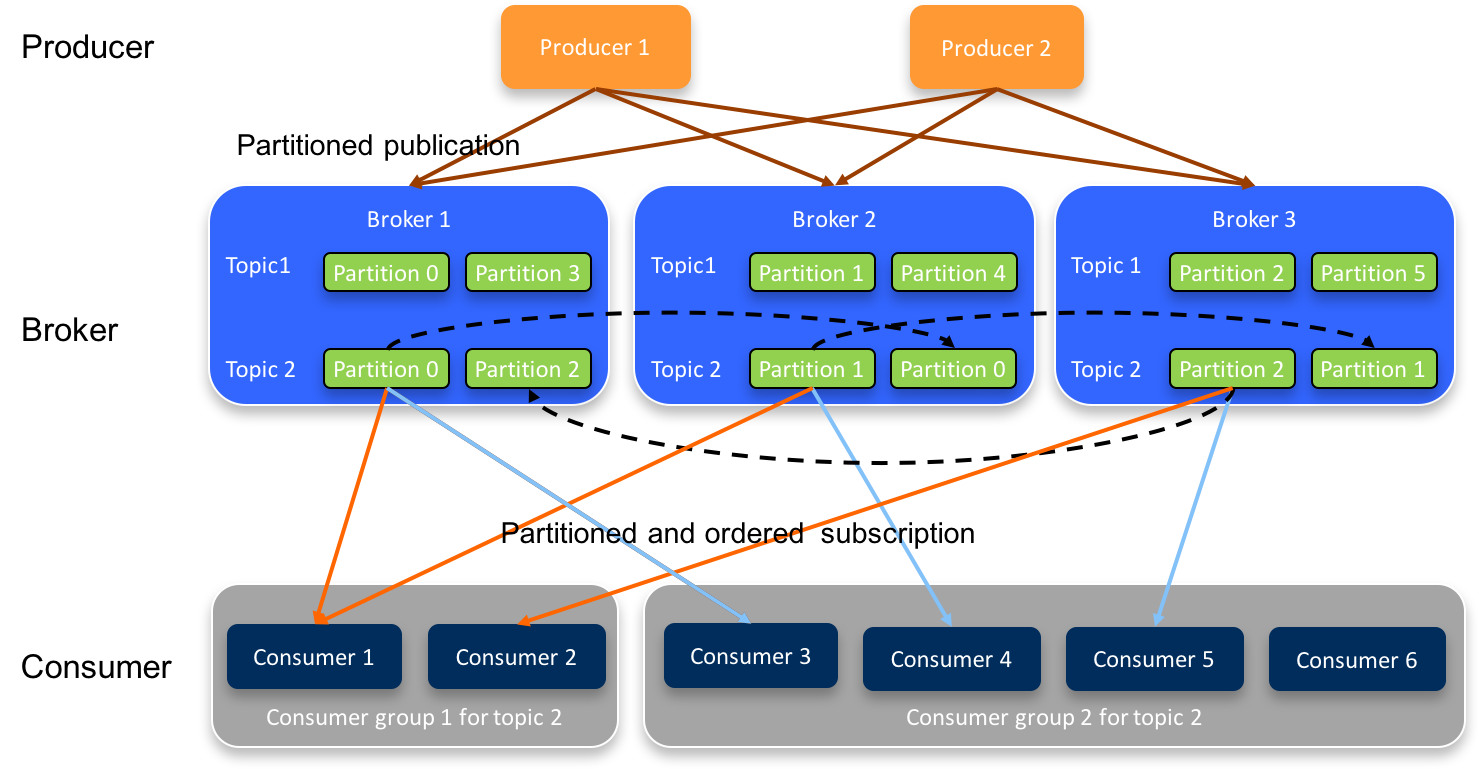 Producer
Producer 1
Producer 2
Partitioned publication
Broker 1
Broker 2
Broker 3
Topic1
Partition 0
Partition 3
Topic1
Partition 1
Partition 4
Topic 1
Partition 2
Partition 5
Broker
Topic 2
Partition 0
Partition 2
Topic 2
Partition 1
Partition 0
Topic 2
Partition 2
Partition 1
Partitioned and ordered subscription
Consumer
Consumer 1
Consumer 2
Consumer 3
Consumer 4
Consumer 5
Consumer 6
Consumer group 1 for topic 2
Consumer group 2 for topic 2